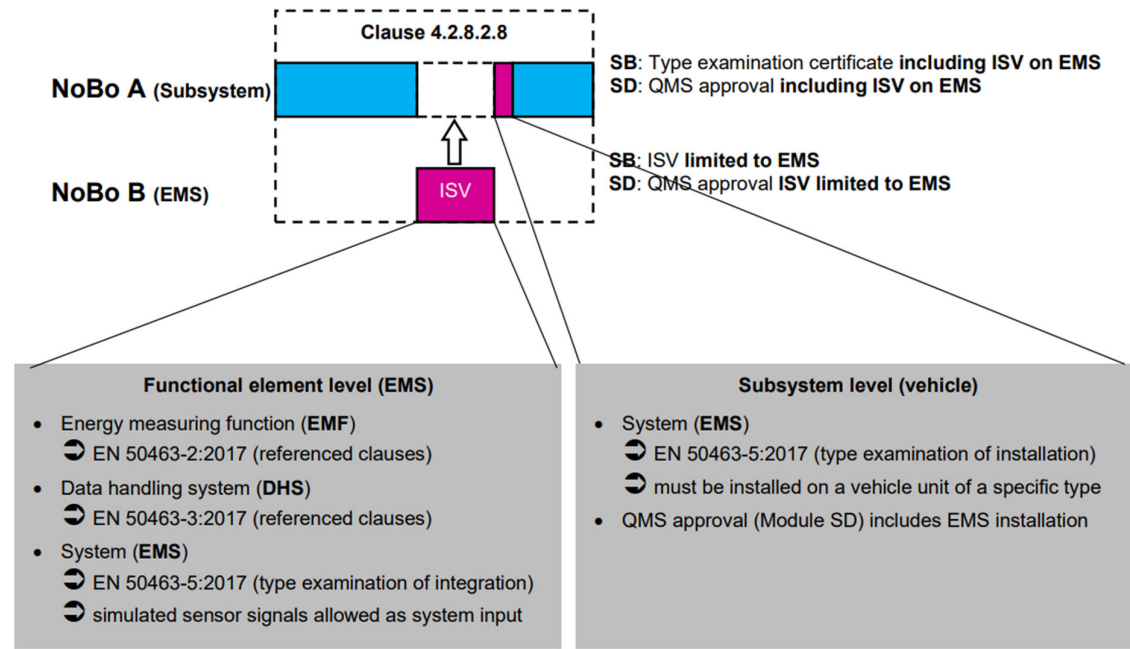 Clause 4.2.8.2.8
NoBo A (Subsystem)
SB: Type examination certificate including ISV on EMS
SD: QMS approval including ISV on EMS
NoBo B (EMS)
ISV
SB: ISV limited to EMS
SD: QMS approval ISV limited to EMS
Functional element level (EMS)
• Energy measuring function (EMF)
➲ EN 50463-2:2017 (referenced clauses)
• Data handling system (DHS)
➲ EN 50463-3:2017 (referenced clauses)
• System (EMS)
➲ EN 50463-5:2017 (type examination of integration)
➲ simulated sensor signals allowed as system input
Subsystem level (vehicle)
• System (EMS)
➲ EN 50463-5:2017 (type examination of installation)
➲ must be installed on a vehicle unit of a specific type
• QMS approval (Module SD) includes EMS installation